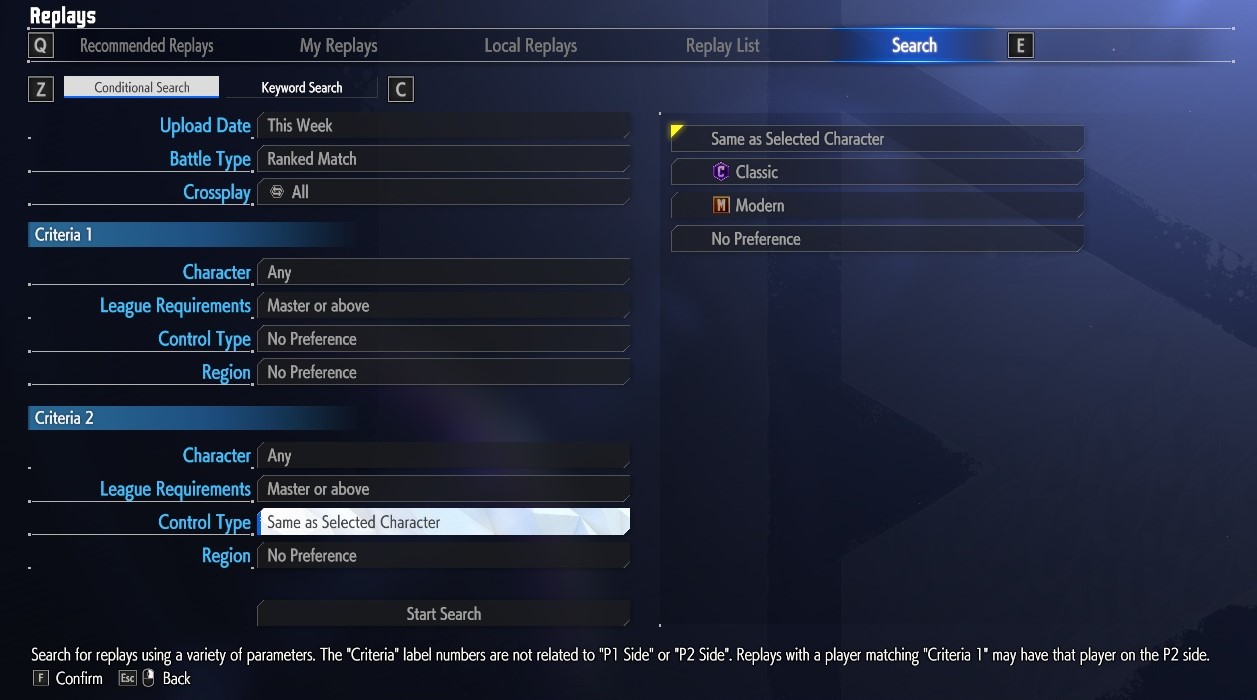 Replays
Q Recommended Replays My Replays Local Replays Replay List Search E
Z Conditional Search Keyword Search C
Upload Date This Week
Battle Type Ranked Match
Crossplay All
Criteria 1
Character Any
League Requirements Master or above
Control Type No Preference
Region No Preference
Criteria 2
Character Any
League Requirements Master or above
Control Type Same as Selected Character
Region No Preference
Start Search
Same as Selected Character
C Classic
M Modern
No Preference
Search for replays using a variety of parameters. The "Criteria" label numbers are not related to "P1 Side" or "P2 Side". Replays with a player matching "Criteria 1" may have that player on the P2 side.
F Confirm Esc Back